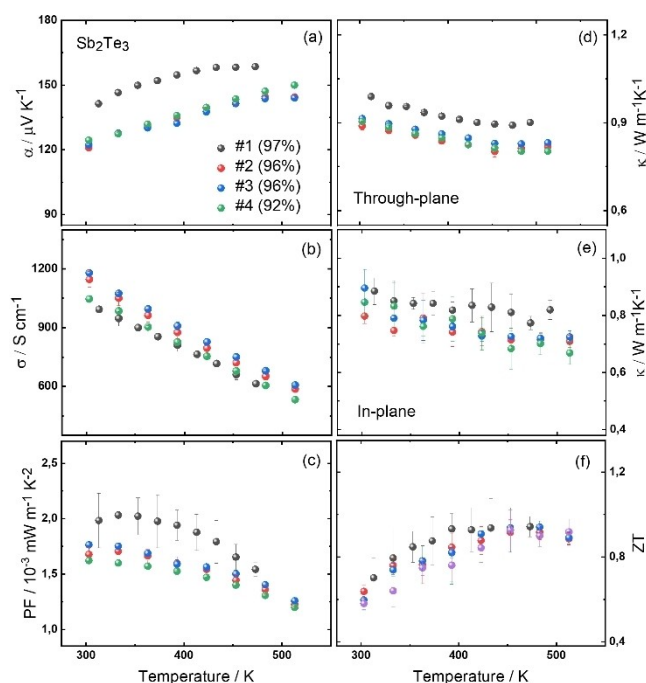 Sb₂Te₃
(a)
α / μV K⁻¹
180
150
120
90
#1 (97%)
#2 (96%)
#3 (96%)
#4 (92%)
(b)
σ / S cm⁻¹
1200
900
600
(c)
PF / 10⁻³ mW m⁻¹ K⁻²
2,5
2,0
1,5
1,0
300
400
500
Temperature / K
(d)
1,2
0,9
0,6
κ / W m⁻¹K⁻¹
Through-plane
(e)
1,0
0,8
0,6
0,4
κ / W m⁻¹K⁻¹
In-plane
(f)
1,2
0,8
0,4
ZT
300
400
500
Temperature / K